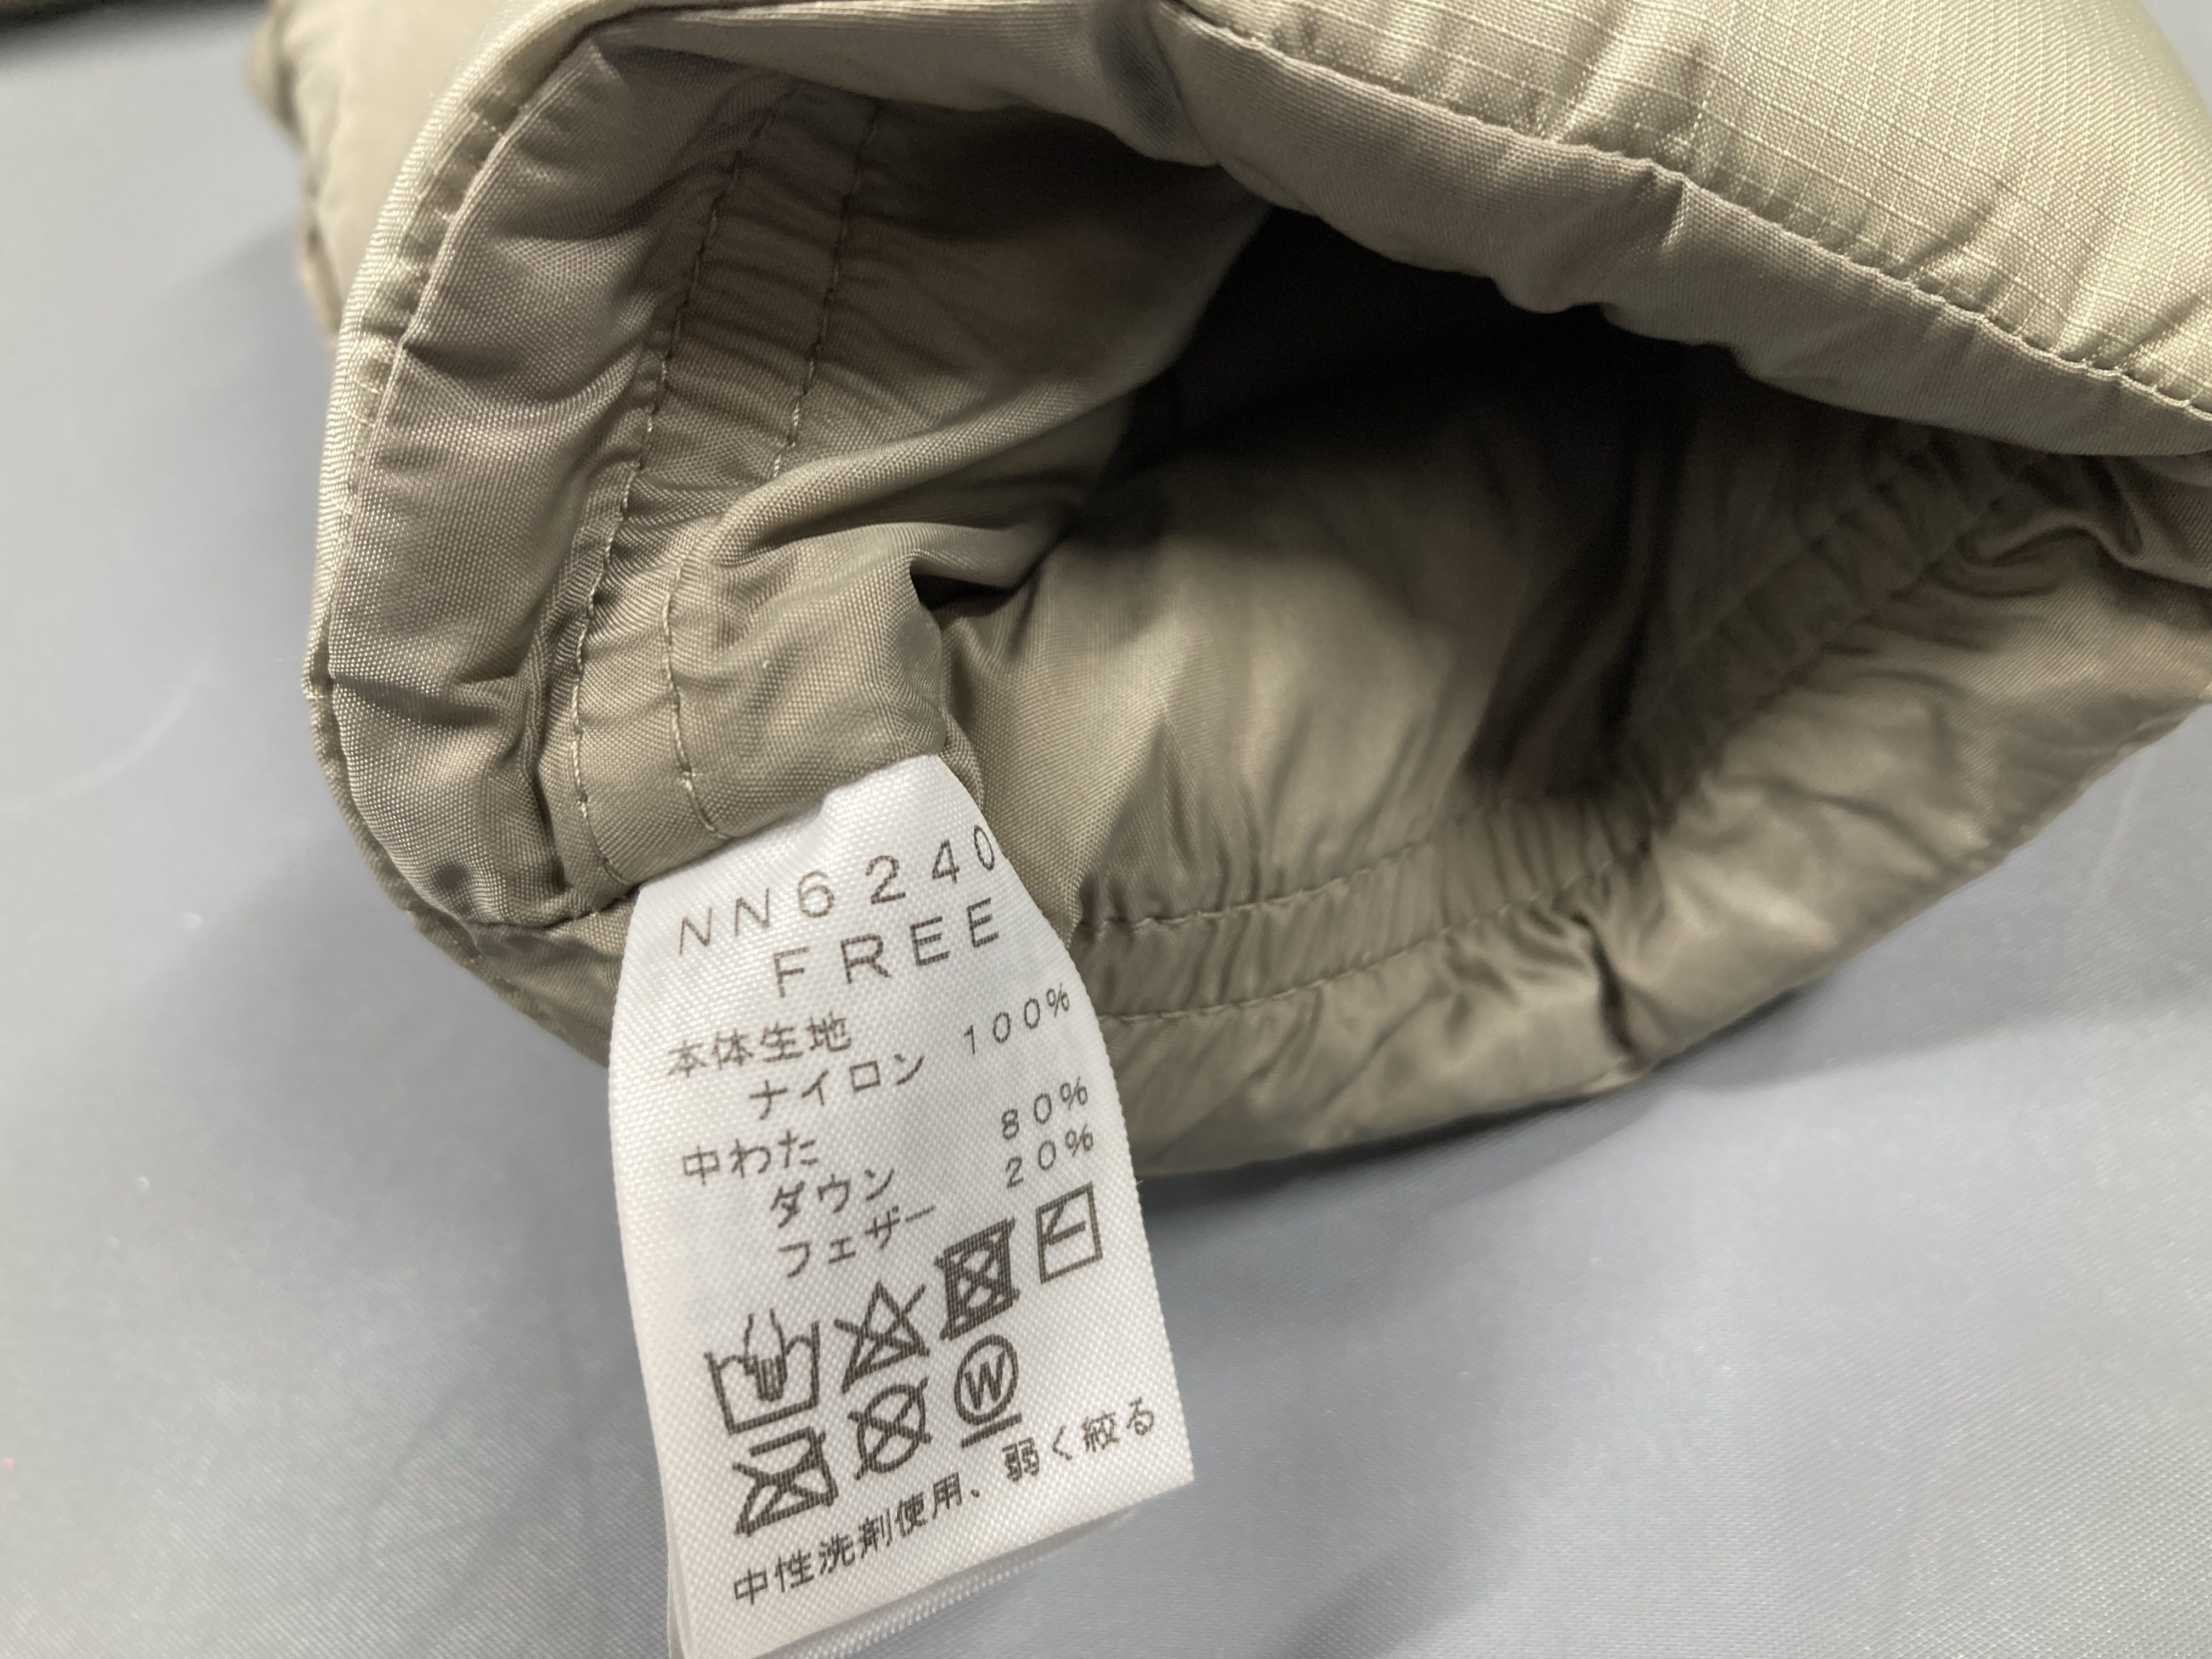 NN6240
FREE
本体生地
ナイロン 100%
中わた
ダウン 80%
フェザー 20%
W
中性洗剤使用、弱く絞る